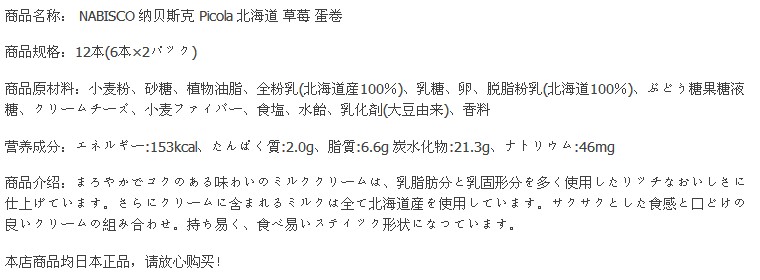 商品名称： NABISCO 纳贝斯克 Picola 北海道 草莓 蛋卷
商品规格：12本(6本×2パック)
商品原材料：小麦粉、砂糖、植物油脂、全粉乳(北海道産100%)、乳糖、卵、脱脂粉乳(北海道100%)、ぶどう糖果糖液
糖、クリームチーズ、小麦ファイバー、食塩、水飴、乳化剤(大豆由来)、香料
营养成分：エネルギー:153kcal、たんぱく質:2.0g、脂質:6.6g 炭水化物:21.3g、ナトリウム:46mg
商品介绍：まろやかでコクのある味わいのミルククリームは、乳脂肪分と乳固形分を多く使用したリッチなおいしさに
仕上げています。さらにクリームに含まれるミルクは全て北海道産を使用しています。サクサクとした食感と口どけの
良いクリームの組み合わせ。持ち易く、食べ易いスティック形状になっています。
本店商品均日本正品，请放心购买！